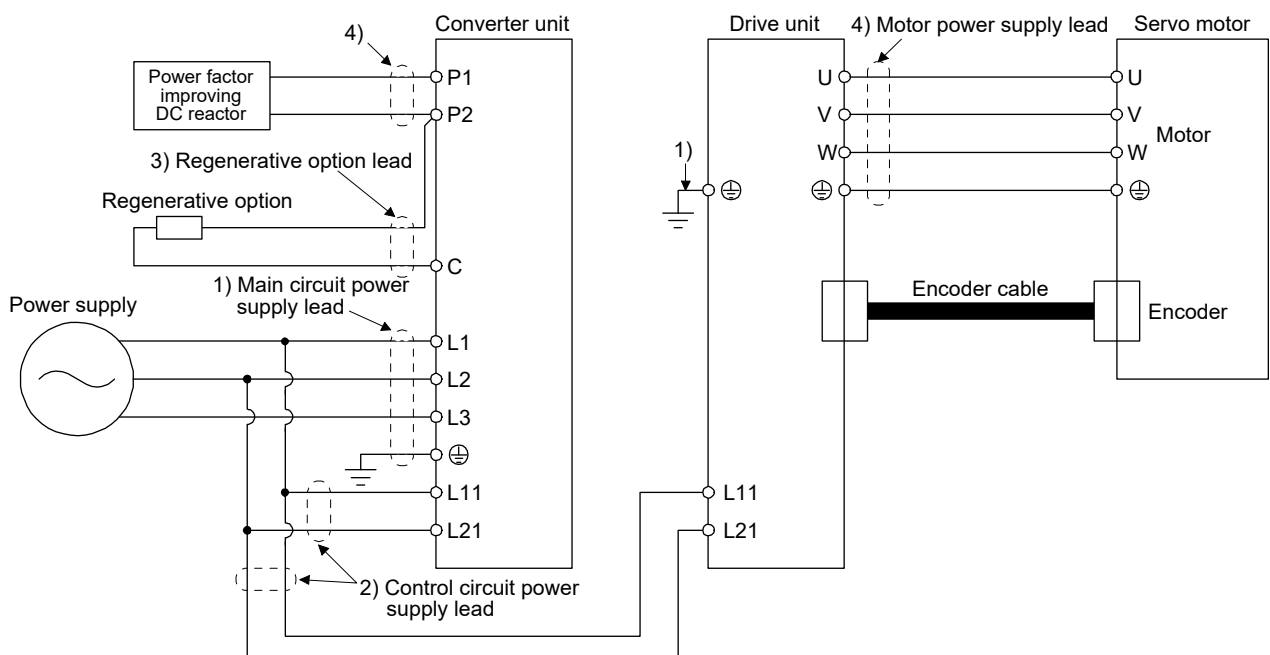 Converter unit
Drive unit
4) Motor power supply lead
Servo motor
4)
Power factor
improving
DC reactor
P1
P2
U
V
W
U
V
W
Motor
3) Regenerative option lead
1)
Regenerative option
C
1) Main circuit power
supply lead
Encoder cable
Encoder
Power supply
L1
L2
L3
L11
L21
L11
L21
2) Control circuit power
supply lead